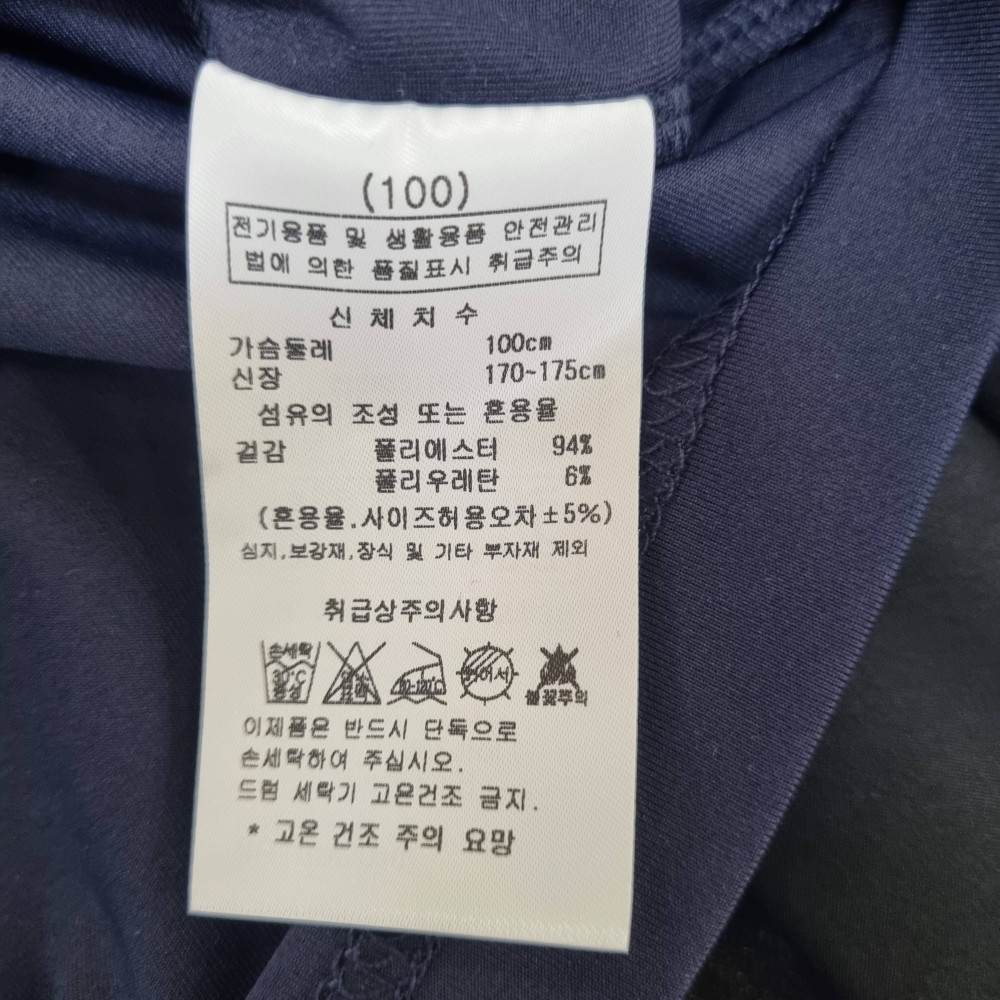 (100)
전기용품 및 생활용품 안전관리
법에 의한 품질표시 취급주의
신 체 치 수
가슴둘레 100cm
신장 170~175cm
섬유의 조성 또는 혼용율
겉감 폴리에스터 94%
폴리우레탄 6%
(혼용율.사이즈허용오차±5%)
심지,보강재,장식 및 기타 부자재 제외
취급상주의사항
손세탁 30℃ 중성 뉘어서 불꽃주의
이제품은 반드시 단독으로
손세탁하여 주십시오.
드럼 세탁기 고온건조 금지.
* 고온 건조 주의 요망